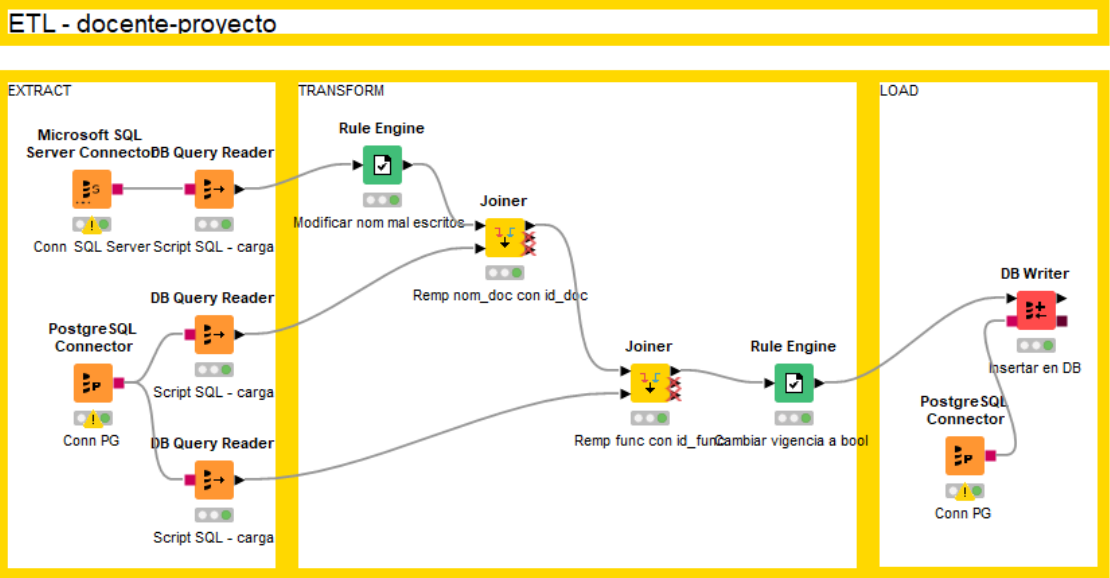 ETL - docente-proyecto
EXTRACT
Microsoft SQL
Server Connector
DB Query Reader
S
Conn SQL Server
Script SQL - carga
DB Query Reader
Script SQL - carga
PostgreSQL
Connector
P
Conn PG
DB Query Reader
Script SQL - carga
TRANSFORM
Rule Engine
Modificar nom mal escritos
Joiner
Remp nom_doc con id_doc
Joiner
Remp func con id_func
Rule Engine
Cambiar vigencia a bool
LOAD
DB Writer
Insertar en DB
PostgreSQL
Connector
P
Conn PG